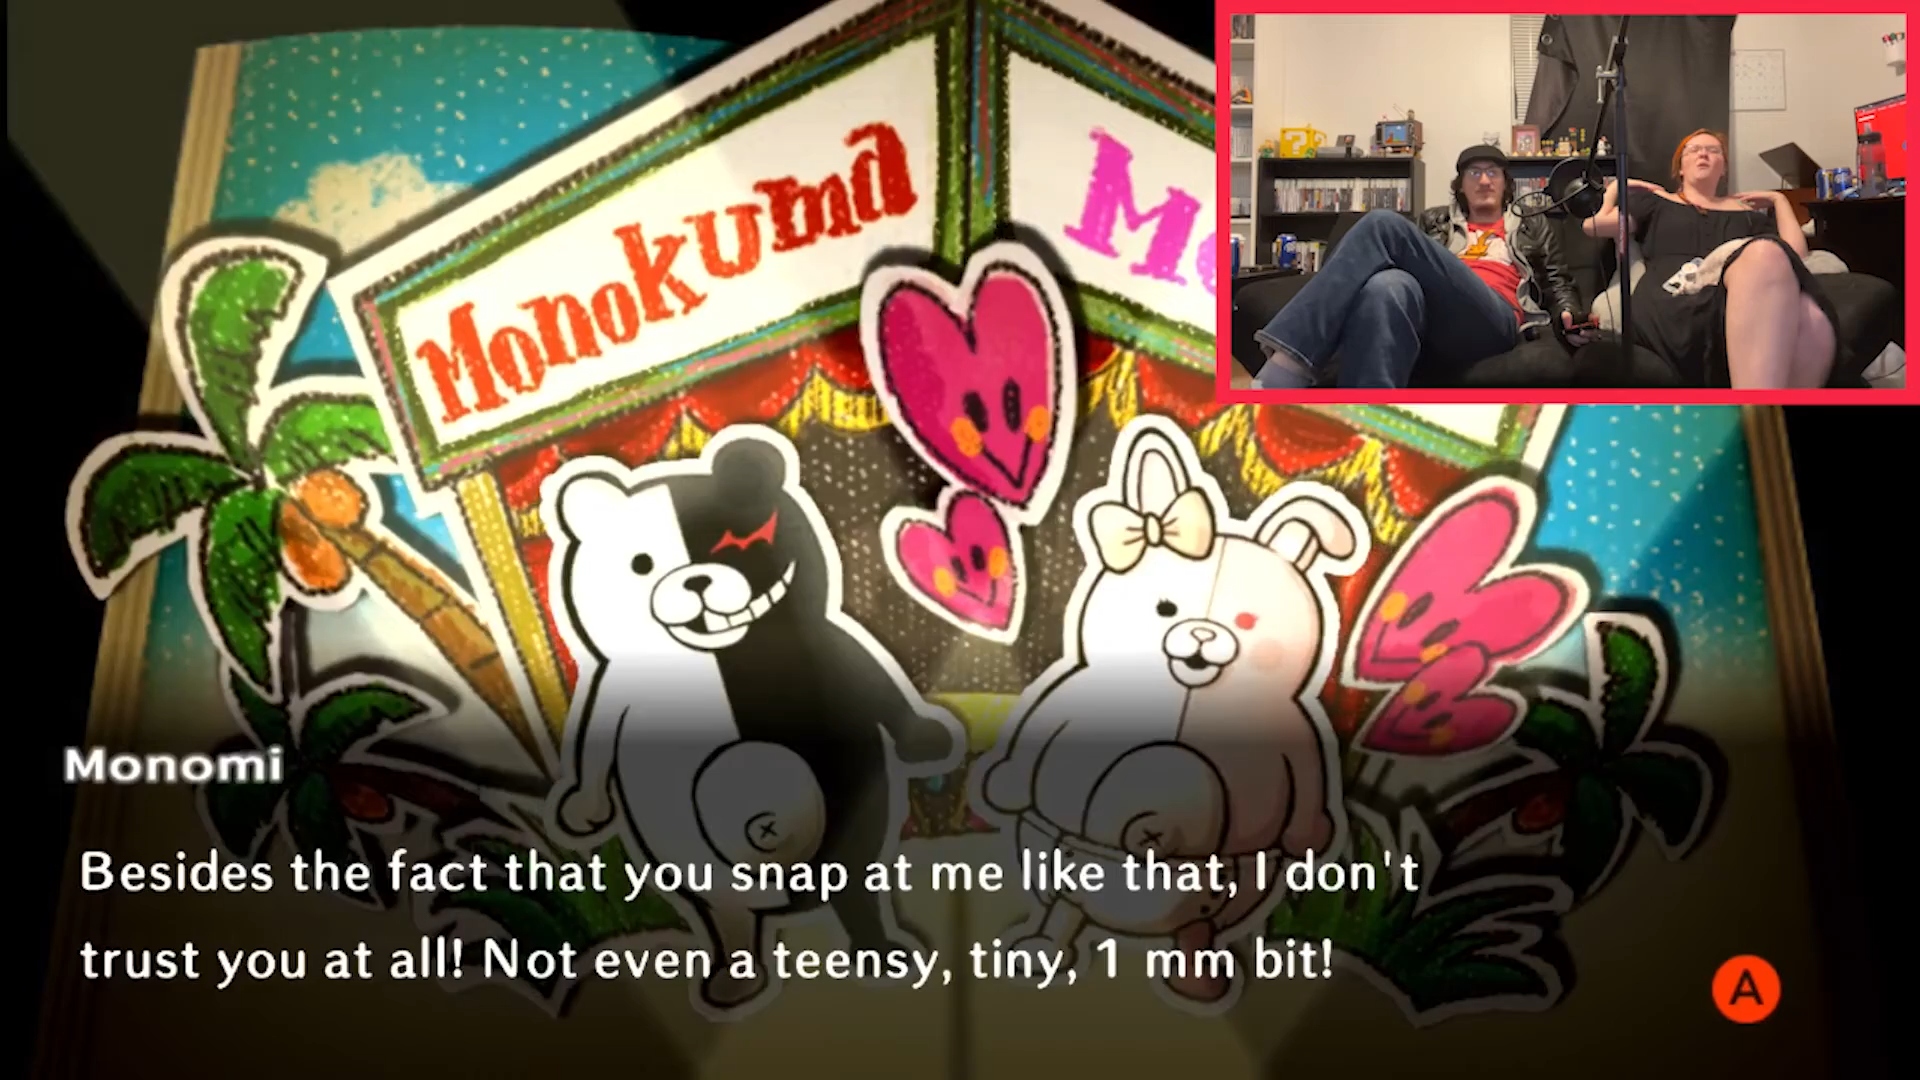 Monokuma
Mo
Monomi
Besides the fact that you snap at me like that, I don't
trust you at all! Not even a teensy, tiny, 1 mm bit!
A